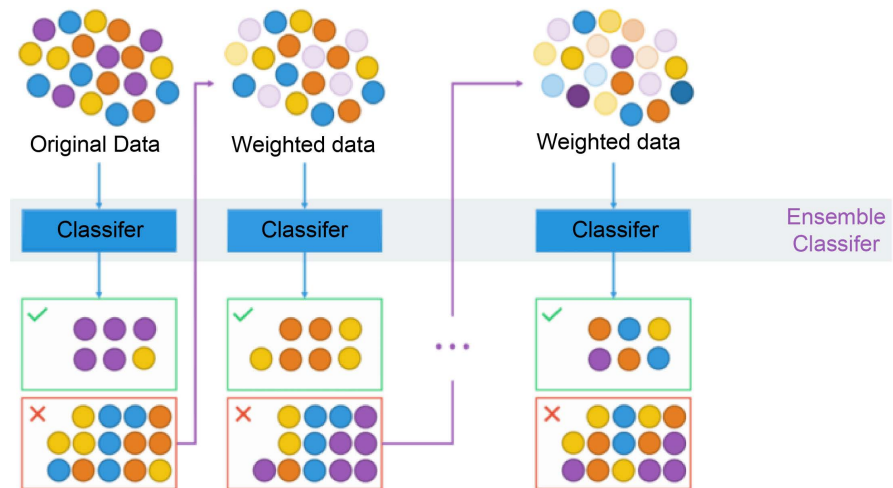 Original Data
Weighted data
Weighted data
Classifer
Classifer
Classifer
Ensemble
Classifer